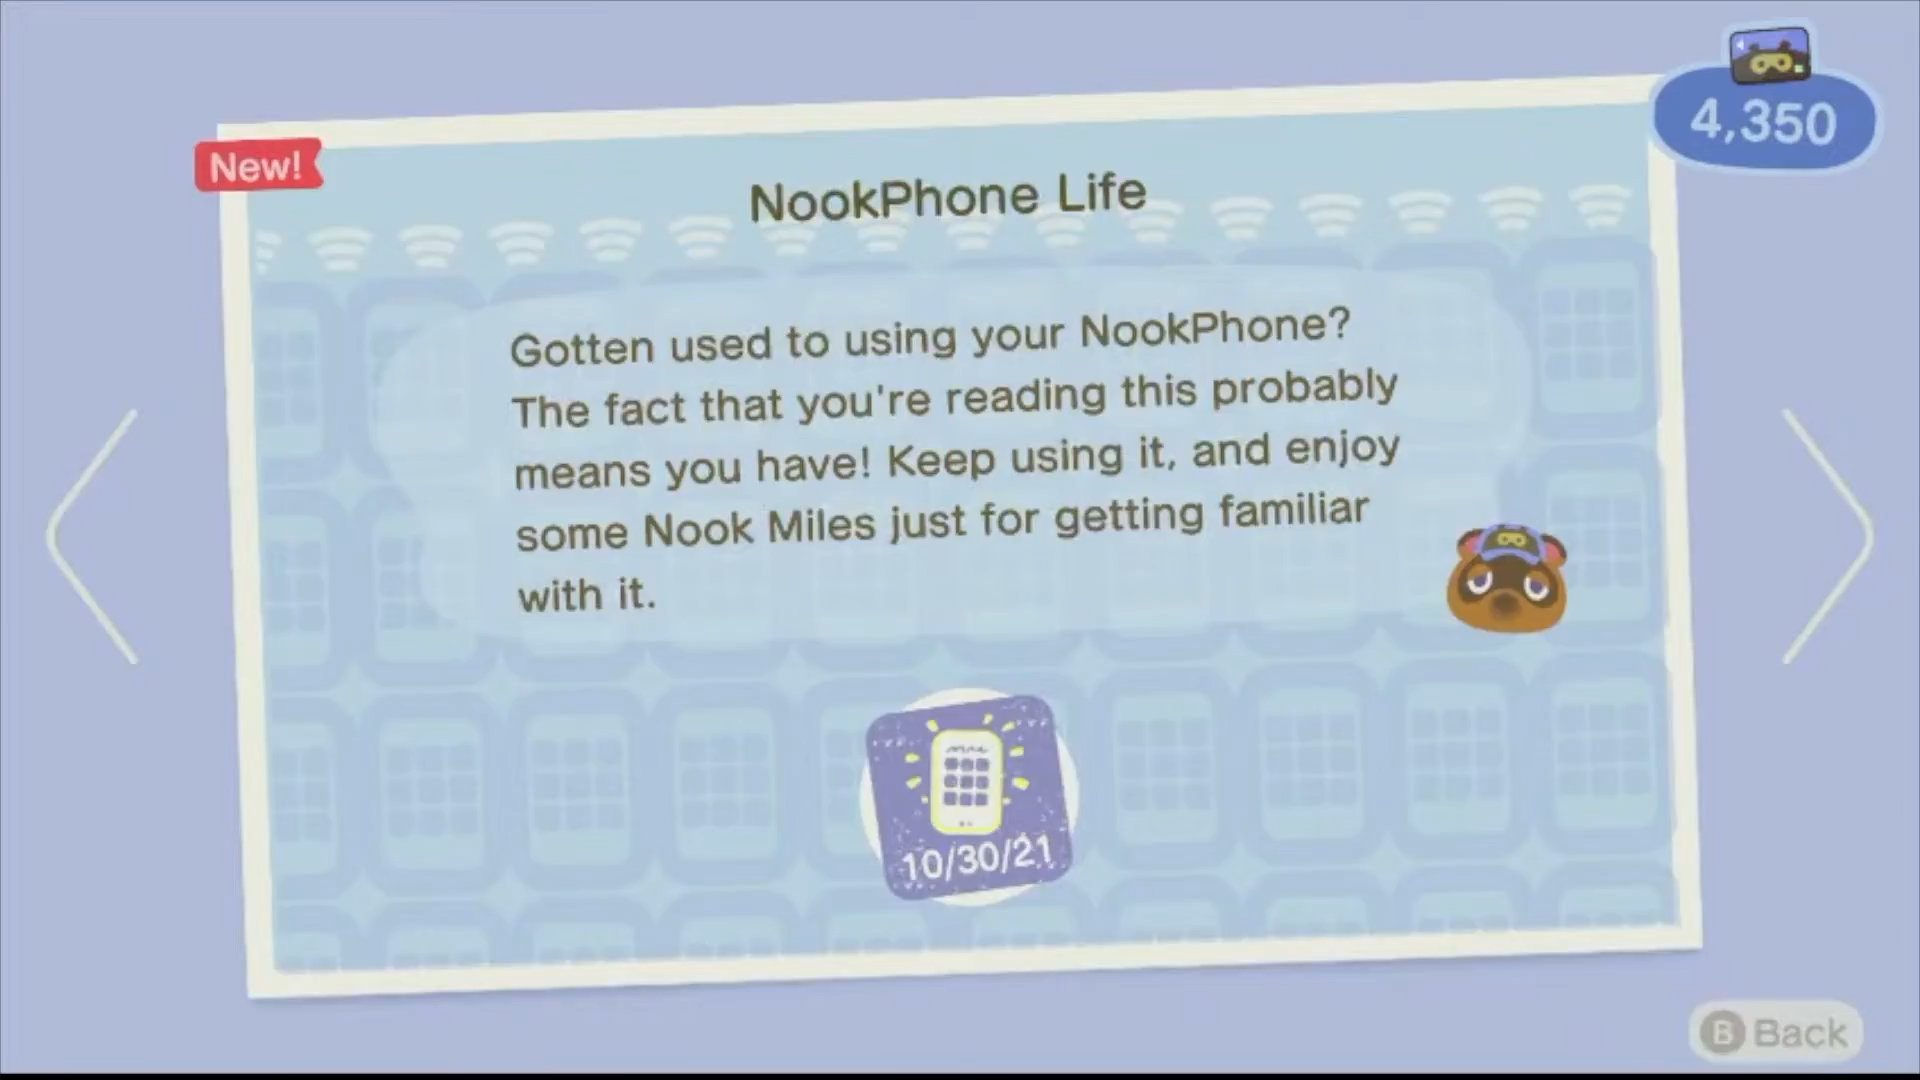 4,350
New!
NookPhone Life
Gotten used to using your NookPhone?
The fact that you're reading this probably
means you have! Keep using it, and enjoy
some Nook Miles just for getting familiar
with it.
10/30/21
B Back